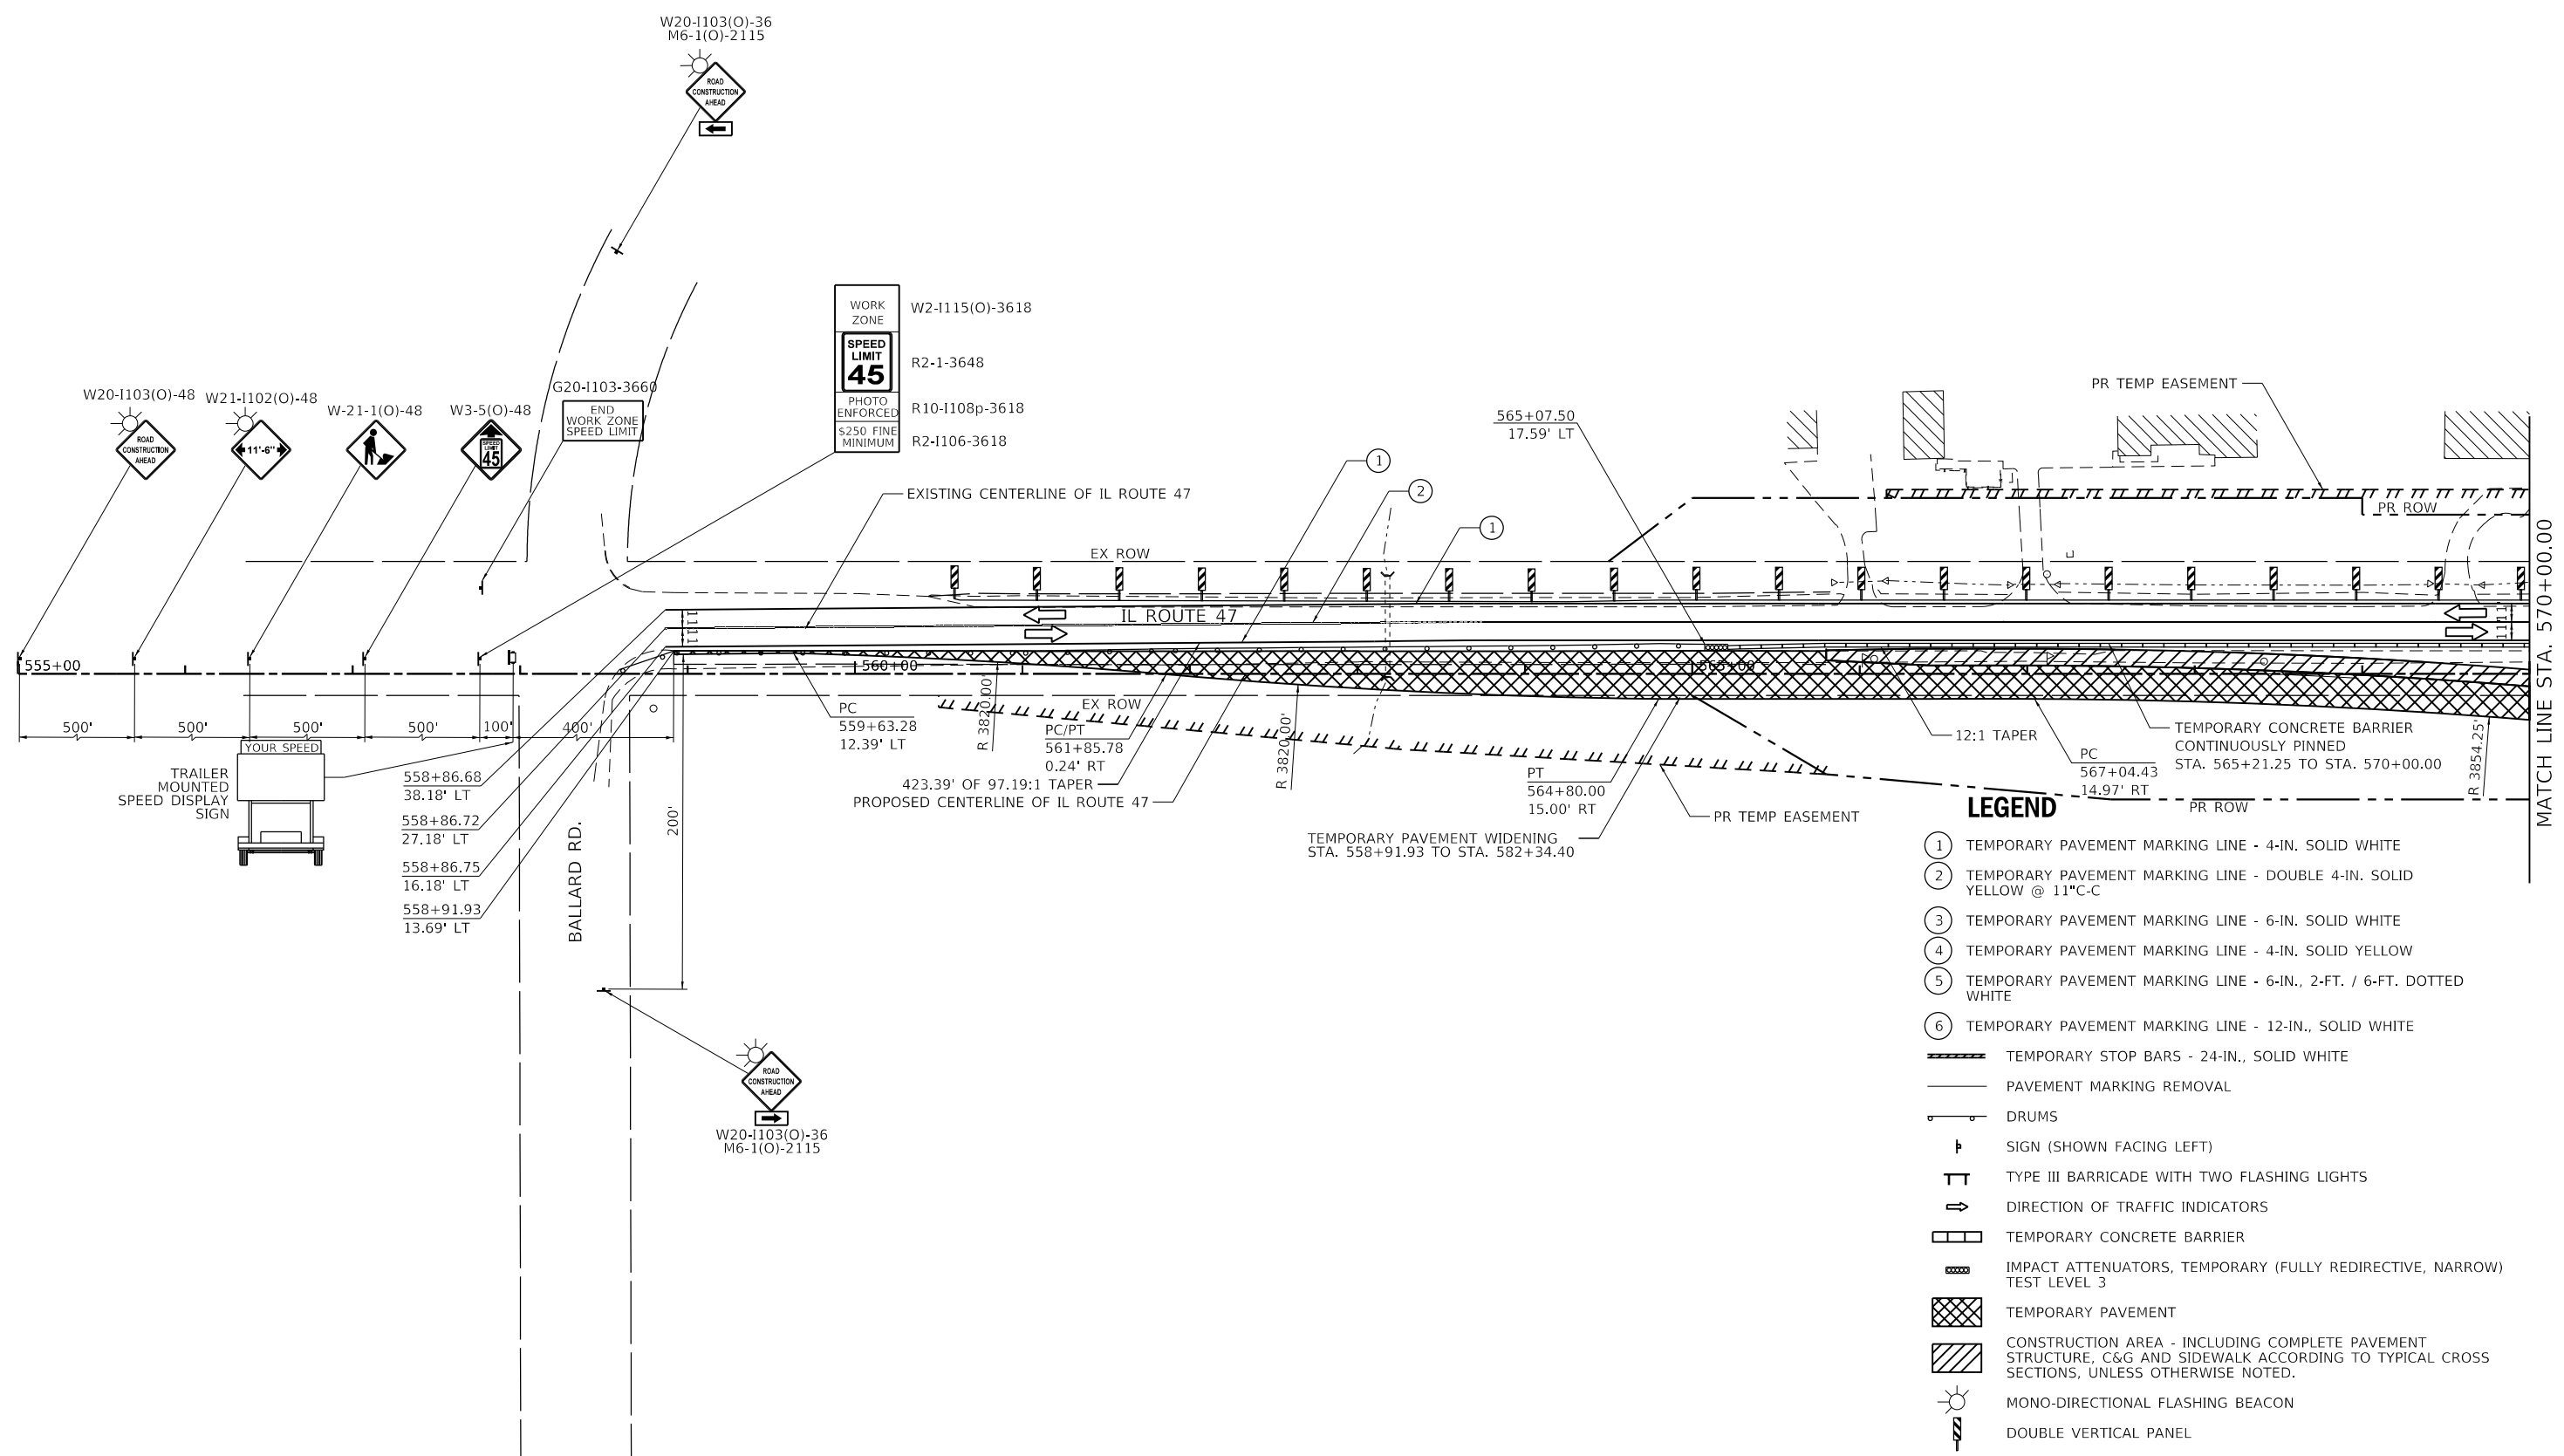 W20-I103(O)-36
M6-1(O)-2115
ROAD
CONSTRUCTION
AHEAD
W2-I115(O)-3618
R2-1-3648
R10-I108p-3618
R2-I106-3618
WORK
ZONE
SPEED
LIMIT
45
PHOTO
ENFORCED
$250 FINE
MINIMUM
W20-I103(O)-48
ROAD
CONSTRUCTION
AHEAD
W21-I102(O)-48
11'-6"
W-21-1(O)-48
W3-5(O)-48
SPEED
LIMIT
45
G20-I103-3660
END
WORK ZONE
SPEED LIMIT
EXISTING CENTERLINE OF IL ROUTE 47
1
2
1
565+07.50
17.59' LT
PR TEMP EASEMENT
PR ROW
EX ROW
IL ROUTE 47
11'
11'
11'
11'
555+00
560+00
565+00
MATCH LINE STA. 570+00.00
500'
500'
500'
500'
100'
400'
YOUR SPEED
TRAILER
MOUNTED
SPEED DISPLAY
SIGN
558+86.68
38.18' LT
558+86.72
27.18' LT
558+86.75
16.18' LT
558+91.93
13.69' LT
BALLARD RD.
200'
PC
559+63.28
12.39' LT
R 3820.00'
EX ROW
PC/PT
561+85.78
0.24' RT
423.39' OF 97.19:1 TAPER
PROPOSED CENTERLINE OF IL ROUTE 47
R 3820.00'
PT
564+80.00
15.00' RT
TEMPORARY PAVEMENT WIDENING
STA. 558+91.93 TO STA. 582+34.40
PR TEMP EASEMENT
12:1 TAPER
PC
567+04.43
14.97' RT
TEMPORARY CONCRETE BARRIER
CONTINUOUSLY PINNED
STA. 565+21.25 TO STA. 570+00.00
R 3854.25'
PR ROW
ROAD
CONSTRUCTION
AHEAD
W20-I103(O)-36
M6-1(O)-2115
LEGEND
1 TEMPORARY PAVEMENT MARKING LINE - 4-IN. SOLID WHITE
2 TEMPORARY PAVEMENT MARKING LINE - DOUBLE 4-IN. SOLID
YELLOW @ 11"C-C
3 TEMPORARY PAVEMENT MARKING LINE - 6-IN. SOLID WHITE
4 TEMPORARY PAVEMENT MARKING LINE - 4-IN. SOLID YELLOW
5 TEMPORARY PAVEMENT MARKING LINE - 6-IN., 2-FT. / 6-FT. DOTTED
WHITE
6 TEMPORARY PAVEMENT MARKING LINE - 12-IN., SOLID WHITE
TEMPORARY STOP BARS - 24-IN., SOLID WHITE
PAVEMENT MARKING REMOVAL
DRUMS
SIGN (SHOWN FACING LEFT)
TYPE III BARRICADE WITH TWO FLASHING LIGHTS
DIRECTION OF TRAFFIC INDICATORS
TEMPORARY CONCRETE BARRIER
IMPACT ATTENUATORS, TEMPORARY (FULLY REDIRECTIVE, NARROW)
TEST LEVEL 3
TEMPORARY PAVEMENT
CONSTRUCTION AREA - INCLUDING COMPLETE PAVEMENT
STRUCTURE, C&G AND SIDEWALK ACCORDING TO TYPICAL CROSS
SECTIONS, UNLESS OTHERWISE NOTED.
MONO-DIRECTIONAL FLASHING BEACON
DOUBLE VERTICAL PANEL